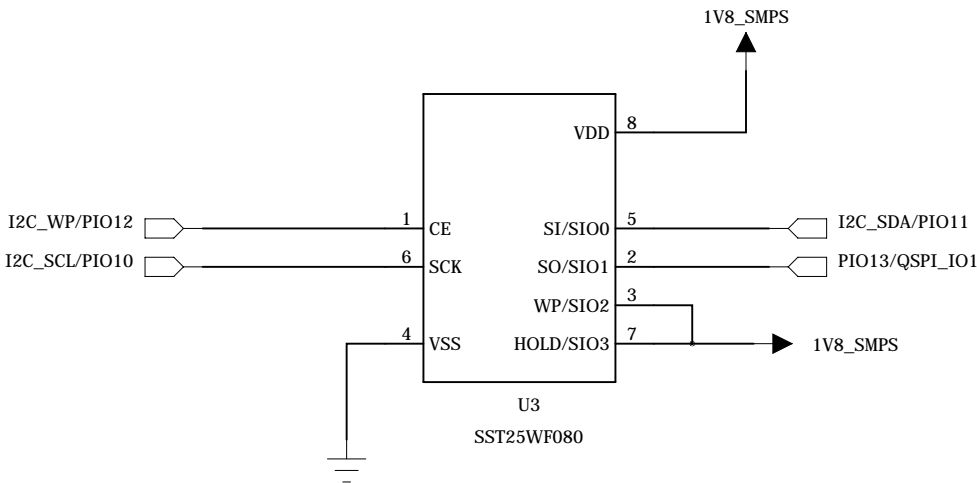 1V8_SMPS
VDD 8
I2C_WP/PIO12 1 CE SI/SIO0 5 I2C_SDA/PIO11
I2C_SCL/PIO10 6 SCK SO/SIO1 2 PIO13/QSPI_IO1
WP/SIO2 3
4 VSS HOLD/SIO3 7 1V8_SMPS
U3
SST25WF080